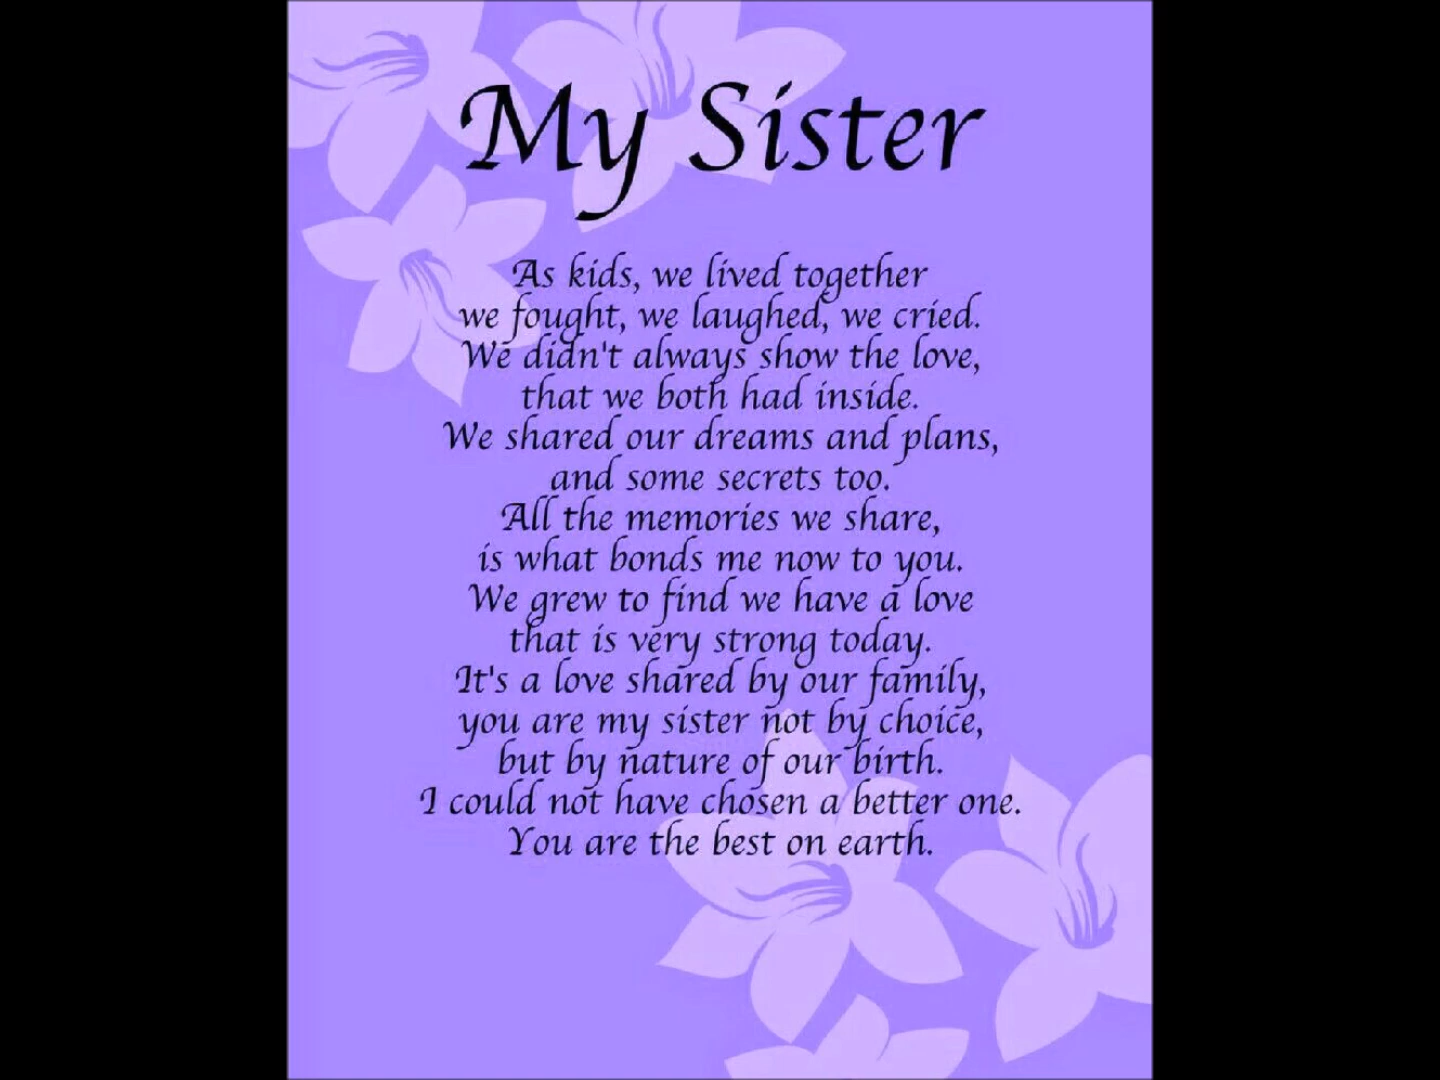 My Sister
As kids, we lived together
we fought, we laughed, we cried.
We didn't always show the love,
that we both had inside.
We shared our dreams and plans,
and some secrets too.
All the memories we share,
is what bonds me now to you.
We grew to find we have a love
that is very strong today.
It's a love shared by our family,
you are my sister not by choice,
but by nature of our birth.
I could not have chosen a better one.
You are the best on earth.